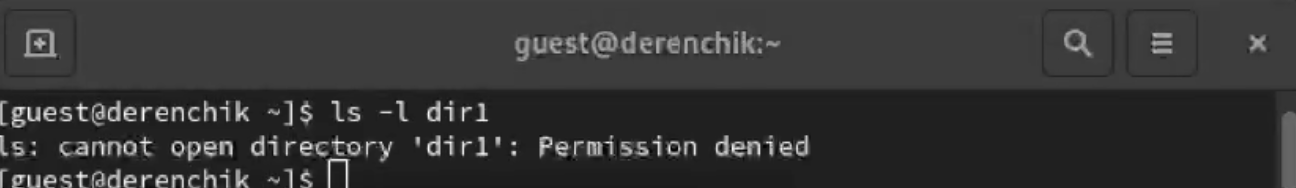 guest@derenchik:~
[guest@derenchik ~]$ ls -l dir1
ls: cannot open directory 'dir1': Permission denied
[guest@derenchik ~]$